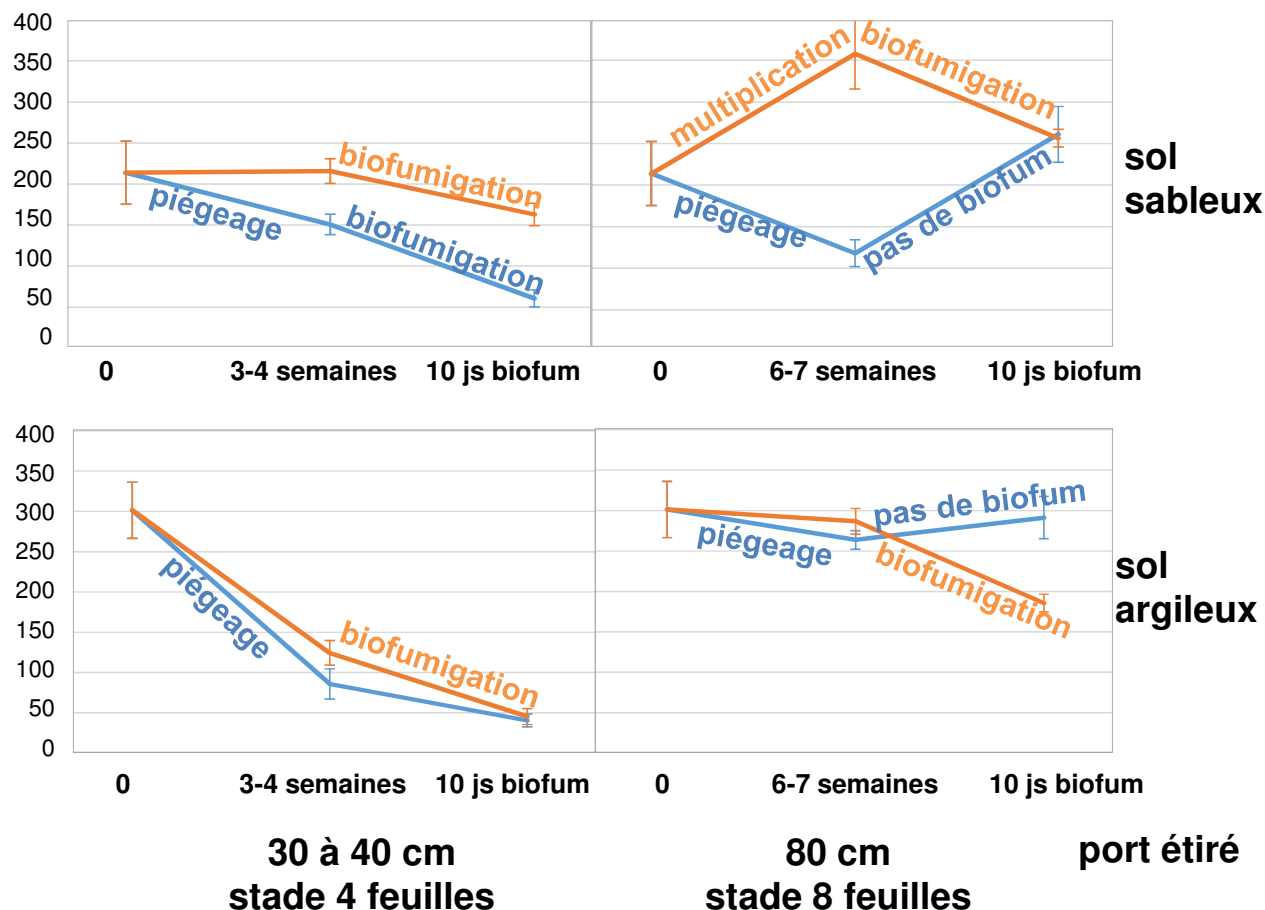 400
350
300
250
200
150
100
50
0
piégeage
biofumigation
biofumigation
0 3-4 semaines 10 js biofum
multiplication
biofumigation
piégeage
pas de biofum
0 6-7 semaines 10 js biofum
sol
sableux
400
350
300
250
200
150
100
50
0
piégeage
biofumigation
0 3-4 semaines 10 js biofum
piégeage
pas de biofum
biofumigation
0 6-7 semaines 10 js biofum
sol
argileux
30 à 40 cm
stade 4 feuilles
80 cm
stade 8 feuilles
port étiré